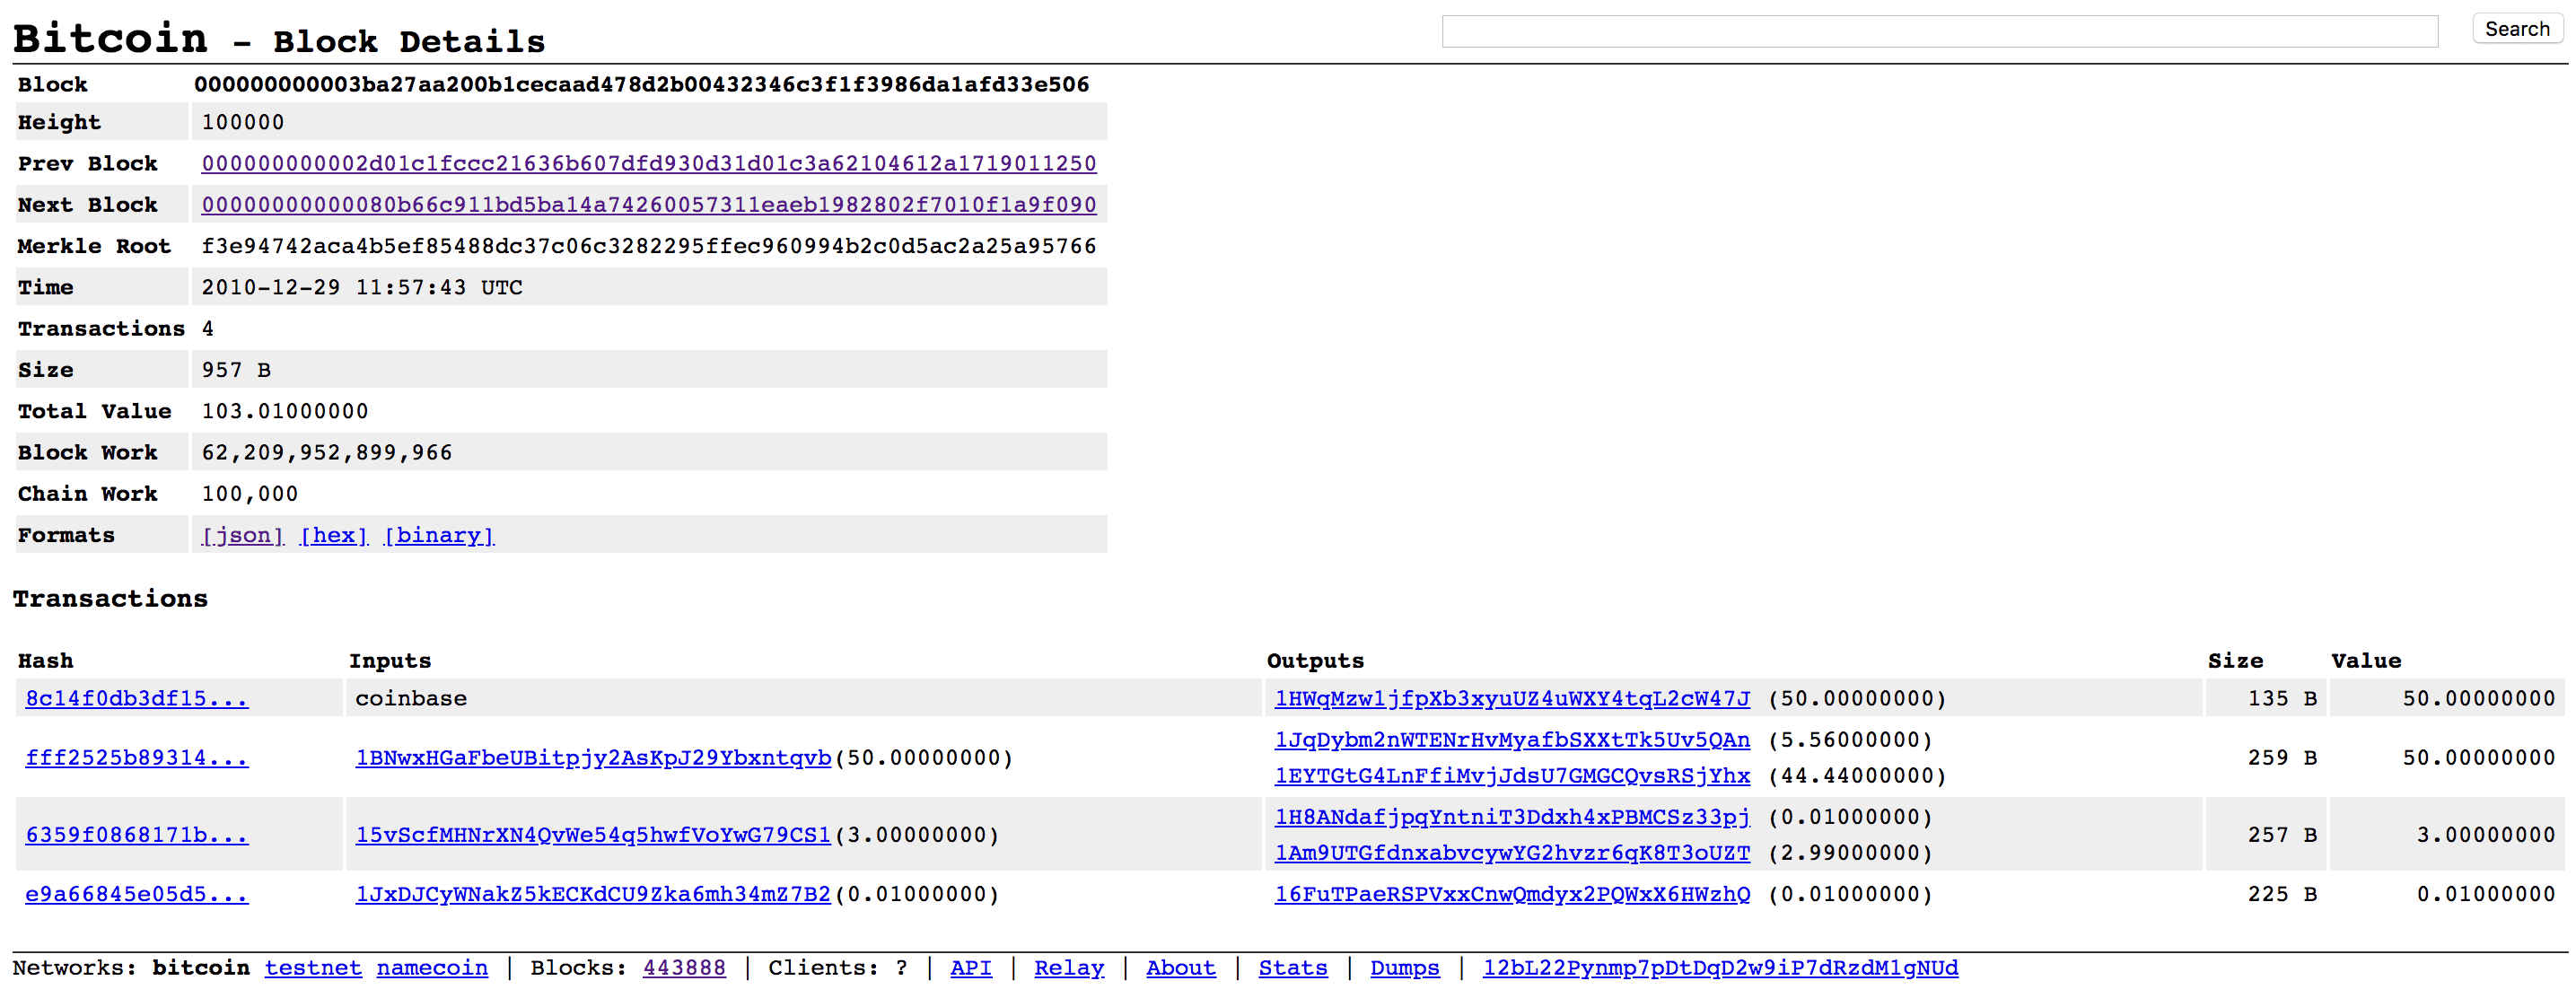 Bitcoin - Block Details Search
Block 000000000003ba27aa200b1cecaad478d2b00432346c3f1f3986da1afd33e506
Height 100000
Prev Block 000000000002d01c1fccc21636b607dfd930d31d01c3a62104612a1719011250
Next Block 00000000000080b66c911bd5ba14a74260057311eaeb1982802f7010f1a9f090
Merkle Root f3e94742aca4b5ef85488dc37c06c3282295ffec960994b2c0d5ac2a25a95766
Time 2010-12-29 11:57:43 UTC
Transactions 4
Size 957 B
Total Value 103.01000000
Block Work 62,209,952,899,966
Chain Work 100,000
Formats [json] [hex] [binary]
Transactions
Hash Inputs Outputs Size Value
8c14f0db3df15... coinbase 1HWqMzw1jfpXb3xyuUZ4uWXY4tqL2cW47J (50.00000000) 135 B 50.00000000
fff2525b89314... 1BNwxHGaFbeUBitpjy2AsKpJ29Ybxntqvb(50.00000000) 1JqDybm2nWTENrHvMyafbSXXtTk5Uv5QAn (5.56000000) 259 B 50.00000000
1EYTGtG4LnFfiMvjJdsU7GMGCQvsRSjYhx (44.44000000)
6359f0868171b... 15vScfMHNrXN4QvWe54q5hwfVoYwG79CS1(3.00000000) 1H8ANdafjpqYntniT3Ddxh4xPBMCSz33pj (0.01000000) 257 B 3.00000000
1Am9UTGfdnxabvcywYG2hvzr6qK8T3oUZT (2.99000000)
e9a66845e05d5... 1JxDJCyWNakZ5kECKdCU9Zka6mh34mZ7B2(0.01000000) 16FuTPaeRSPVxxCnwQmdyx2PQWxX6HWzhQ (0.01000000) 225 B 0.01000000
Networks: bitcoin testnet namecoin | Blocks: 443888 | Clients: ? | API | Relay | About | Stats | Dumps | 12bL22Pynmp7pDtDqD2w9iP7dRzdM1gNUd